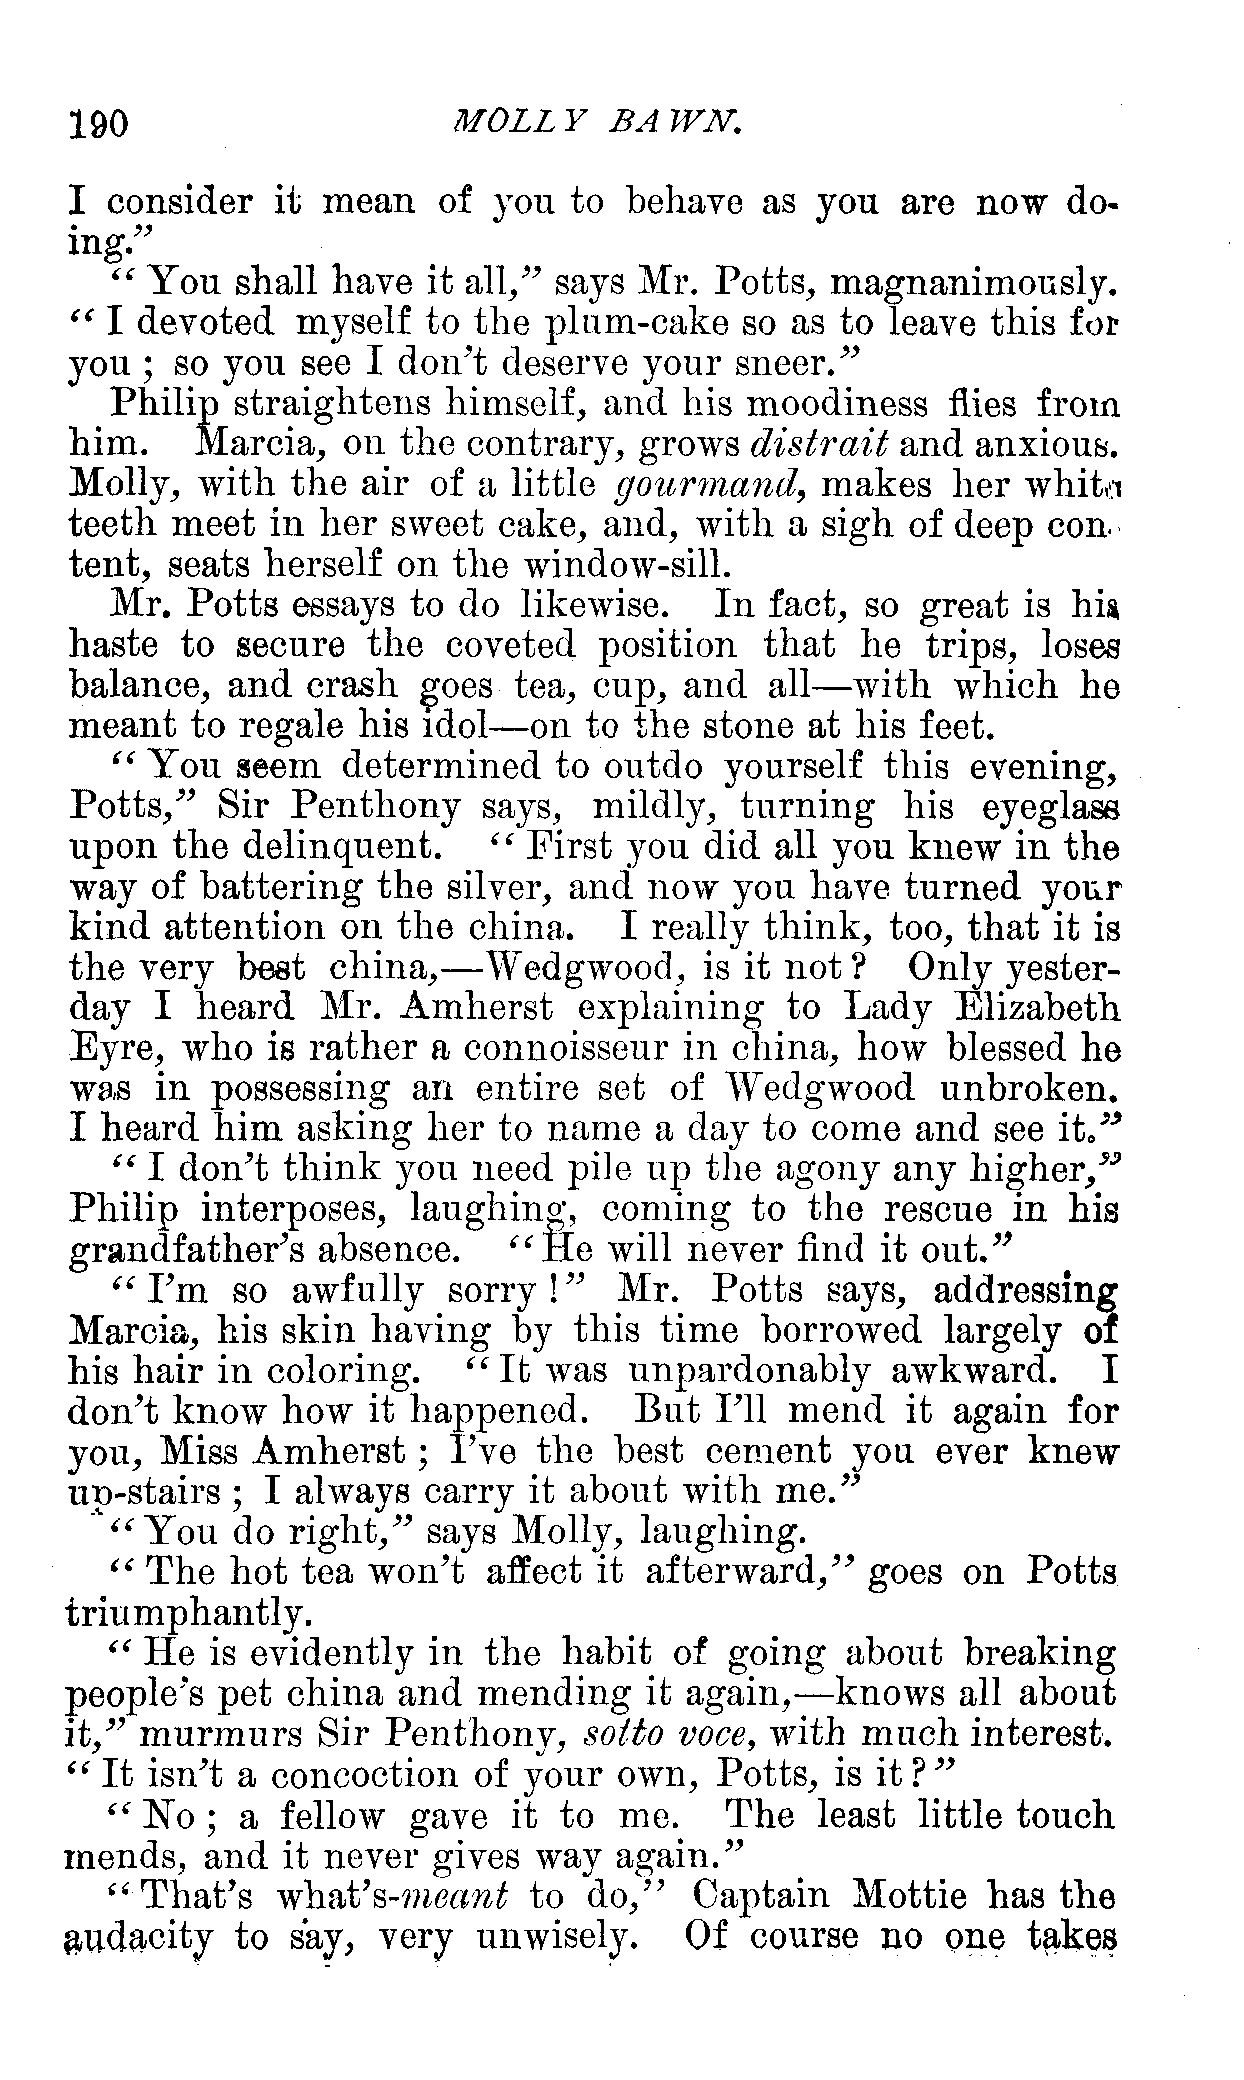 190 MOLLY BAWN.
I consider it mean of you to behave as you are now do-
ing.”
“ You shall have it all,” says Mr. Potts, magnanimously.
“ I devoted myself to the plum-cake so as to leave this for
you ; so you see I don’t deserve your sneer.”
Philip straightens himself, and his moodiness flies from
him. Marcia, on the contrary, grows distrait and anxious.
Molly, with the air of a little gourmand, makes her white
teeth meet in her sweet cake, and, with a sigh of deep con-
tent, seats herself on the window-sill.
Mr. Potts essays to do likewise. In fact, so great is his
haste to secure the coveted position that he trips, loses
balance, and crash goes tea, cup, and all—with which he
meant to regale his idol—on to the stone at his feet.
“ You seem determined to outdo yourself this evening,
Potts,” Sir Penthony says, mildly, turning his eyeglass
upon the delinquent. “ First you did all you knew in the
way of battering the silver, and now you have turned your
kind attention on the china. I really think, too, that it is
the very best china,—Wedgwood, is it not ? Only yester-
day I heard Mr. Amherst explaining to Lady Elizabeth
Eyre, who is rather a connoisseur in china, how blessed he
was in possessing an entire set of Wedgwood unbroken.
I heard him asking her to name a day to come and see it.”
“ I don’t think you need pile up the agony any higher,”
Philip interposes, laughing, coming to the rescue in his
grandfather’s absence. “ He will never find it out.”
“ I’m so awfully sorry !” Mr. Potts says, addressing
Marcia, his skin having by this time borrowed largely of
his hair in coloring. “ It was unpardonably awkward. I
don’t know how it happened. But I’ll mend it again for
you, Miss Amherst ; I’ve the best cement you ever knew
up-stairs ; I always carry it about with me.”
“ You do right,” says Molly, laughing.
“ The hot tea won’t affect it afterward,” goes on Potts
triumphantly.
“ He is evidently in the habit of going about breaking
people’s pet china and mending it again,—knows all about
it,” murmurs Sir Penthony, sotto voce, with much interest.
“ It isn’t a concoction of your own, Potts, is it ? ”
“ No ; a fellow gave it to me. The least little touch
mends, and it never gives way again.”
“ That’s what’s-meant to do,” Captain Mottie has the
audacity to say, very unwisely. Of course no one takes